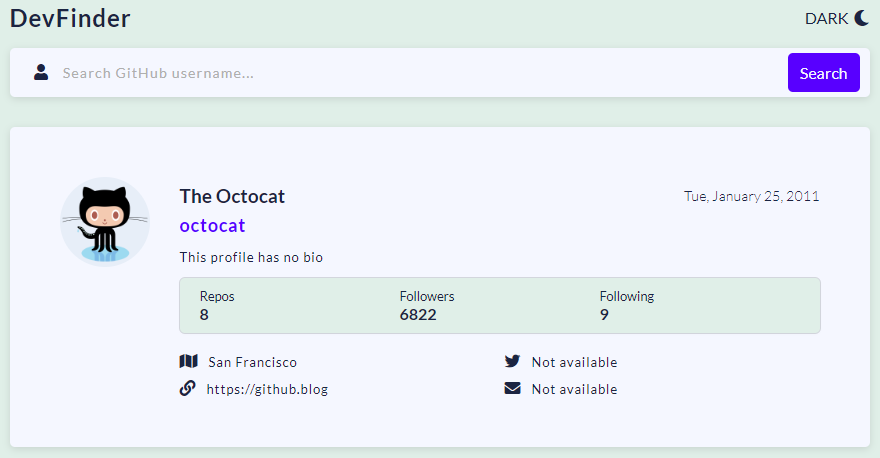 DevFinder
DARK
Search GitHub username...
Search
The Octocat
Tue, January 25, 2011
octocat
This profile has no bio
Repos Followers Following
8 6822 9
San Francisco Not available
https://github.blog Not available